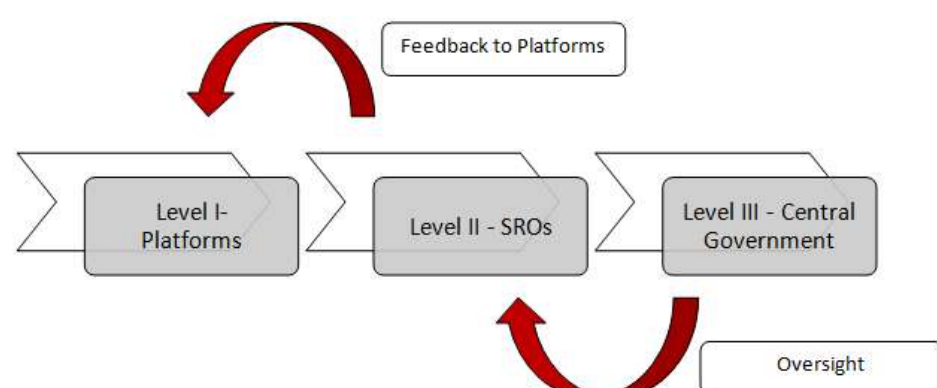 Feedback to Platforms
Level I-
Platforms
Level II - SROs
Level III - Central
Government
Oversight